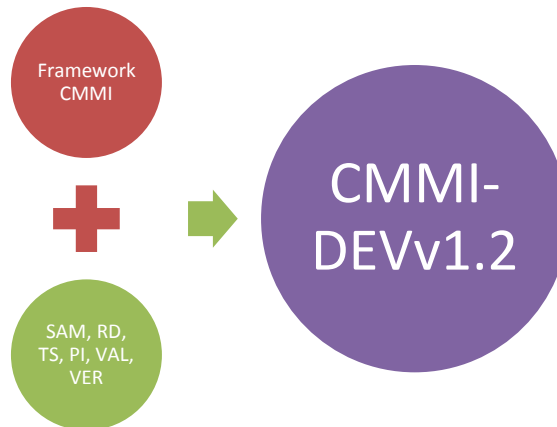 Framework
CMMI
SAM, RD,
TS, PI, VAL,
VER
CMMI-
DEVv1.2